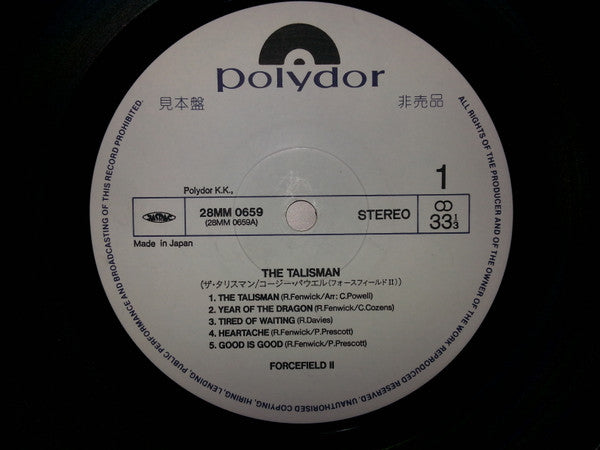 polydor
見本盤
非売品
ALL RIGHTS OF THE PRODUCER AND OF THE OWNER OF THE WORK REPRODUCED RESERVED. UNAUTHORISED COPYING, HIRING, LENDING, PUBLIC PERFORMANCE AND BROADCASTING OF THIS RECORD PROHIBITED.
1
Polydor K.K.,
JASRAC
28MM 0659
(28MM 0659A)
STEREO
33 1/3
Made in Japan
THE TALISMAN
(ザ・タリスマン/コージー・パウエル(フォースフィールドII))
1. THE TALISMAN (R.Fenwick/Arr: C.Powell)
2. YEAR OF THE DRAGON (R.Fenwick/C.Cozens)
3. TIRED OF WAITING (R.Davies)
4. HEARTACHE (R.Fenwick/P.Prescott)
5. GOOD IS GOOD (R.Fenwick/P.Prescott)
FORCEFIELD II